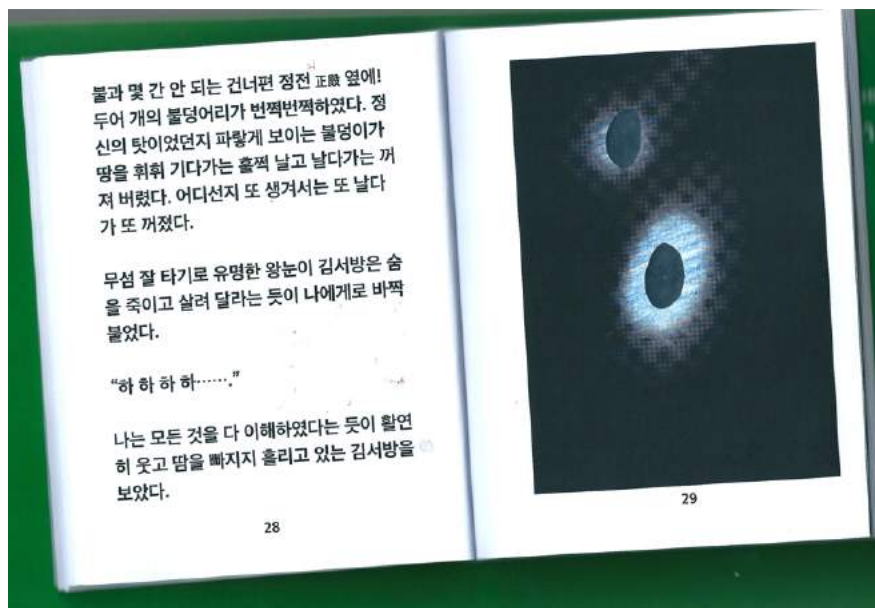 불과 몇 간 안 되는 건너편 정전 正殿 옆에!
두어 개의 불덩어리가 번쩍번쩍하였다. 정
신의 탓이었던지 파랗게 보이는 불덩이가
땅을 휘휘 기다가는 훌쩍 날고 날다가는 꺼
져 버렸다. 어디선지 또 생겨서는 또 날다
가 또 꺼졌다.
무섬 잘 타기로 유명한 왕눈이 김서방은 숨
을 죽이고 살려 달라는 듯이 나에게로 바짝
붙었다.
“하 하 하 하…….”
나는 모든 것을 다 이해하였다는 듯이 활연
히 웃고 땀을 빠지지 흘리고 있는 김서방을
보았다.
28
29